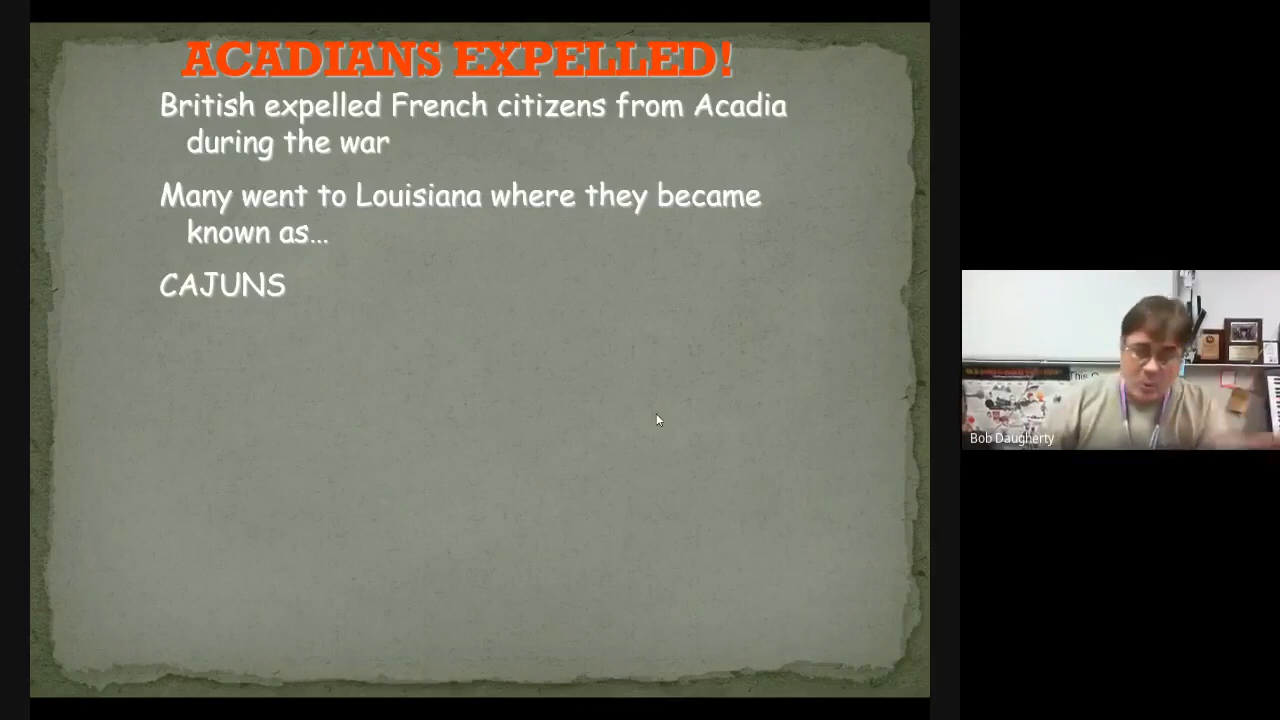 ACADIANS EXPELLED!
British expelled French citizens from Acadia
during the war
Many went to Louisiana where they became
known as…
CAJUNS
This
Bob Daugherty